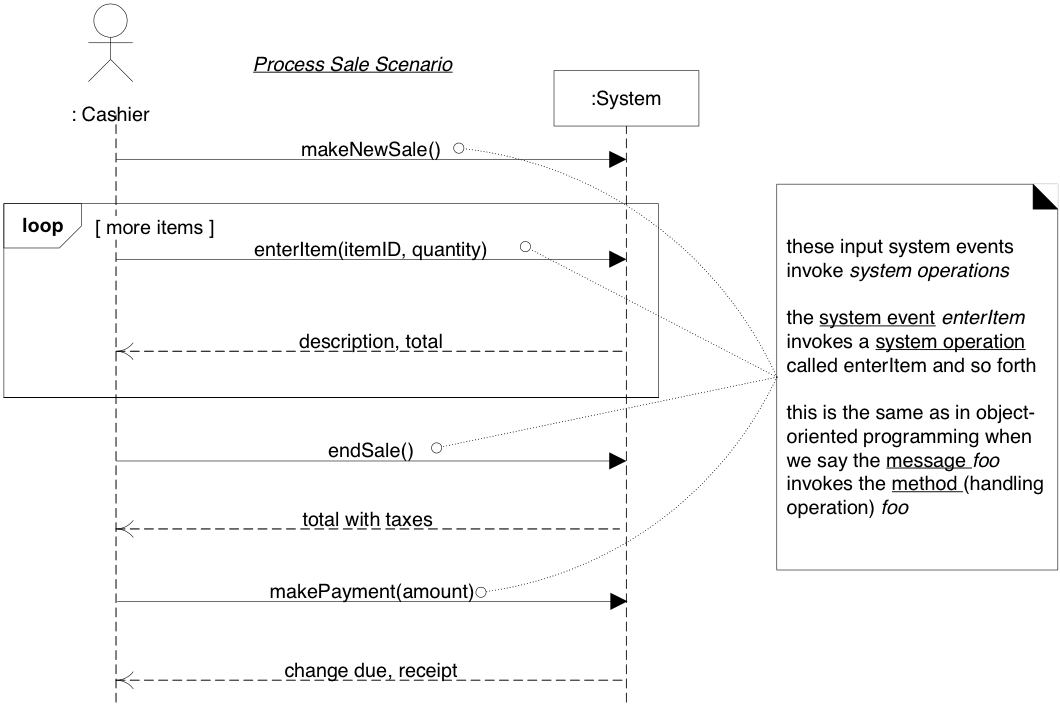 Process Sale Scenario
: Cashier
:System
makeNewSale()
loop
[ more items ]
enterItem(itemID, quantity)
description, total
endSale()
total with taxes
makePayment(amount)
change due, receipt
these input system events
invoke system operations
the system event enterItem
invokes a system operation
called enterItem and so forth
this is the same as in object-
oriented programming when
we say the message foo
invokes the method (handling
operation) foo